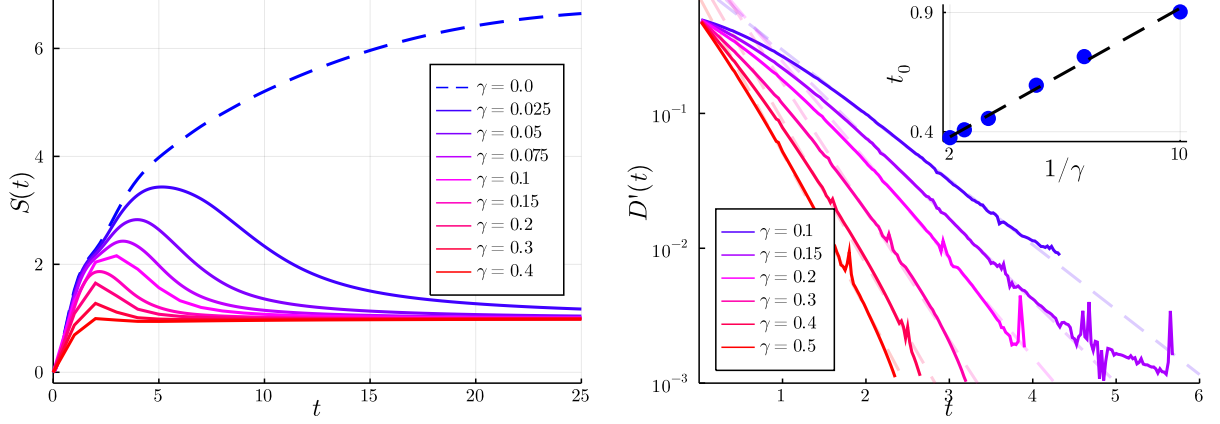 S(t)
6
4
2
0
0
5
10
15
20
25
t
γ = 0.0
γ = 0.025
γ = 0.05
γ = 0.075
γ = 0.1
γ = 0.15
γ = 0.2
γ = 0.3
γ = 0.4
D'(t)
10⁻¹
10⁻²
10⁻³
1
2
3
4
5
6
t
γ = 0.1
γ = 0.15
γ = 0.2
γ = 0.3
γ = 0.4
γ = 0.5
t₀
0.9
0.4
2
10
1/γ